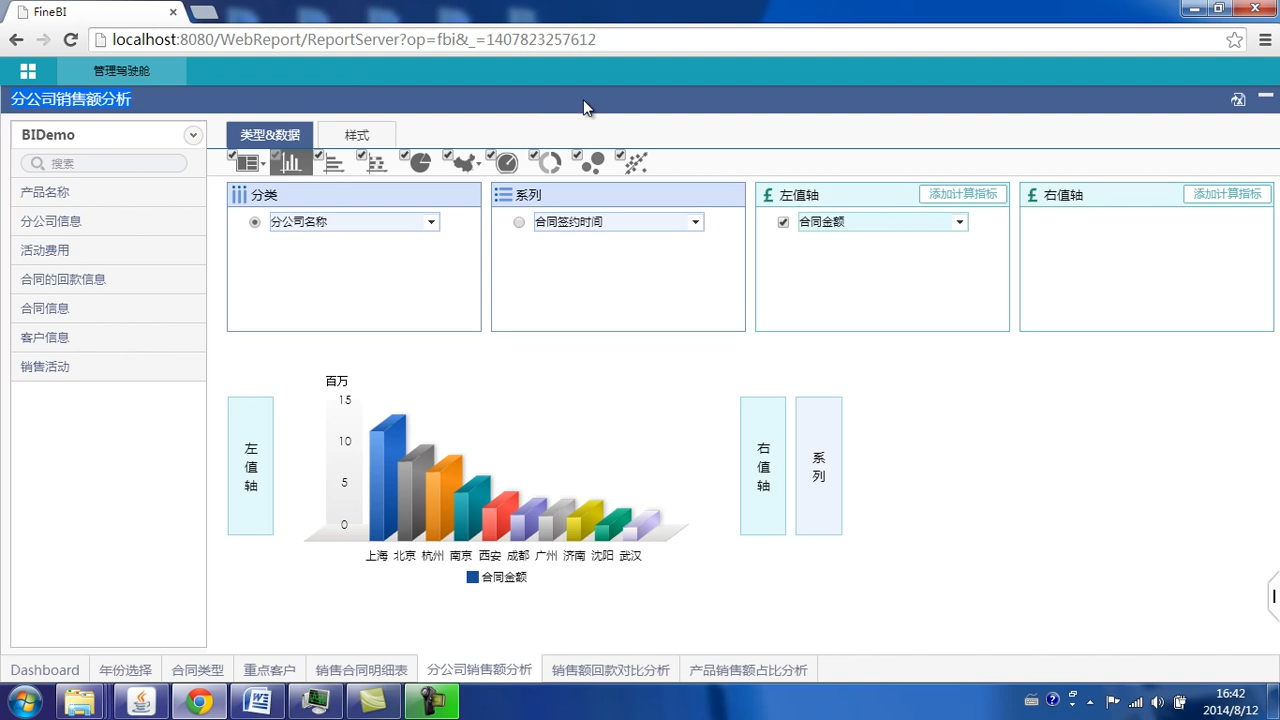 FineBI
localhost:8080/WebReport/ReportServer?op=fbi&_=1407823257612
管理驾驶舱
分公司销售额分析
BIDemo
类型&数据 样式
搜索
分类 系列 左值轴 添加计算指标 右值轴 添加计算指标
产品名称
分公司名称 合同签约时间 合同金额
分公司信息
活动费用
合同的回款信息
合同信息
客户信息
销售活动
百万
15
10
5
0
左值轴
右值轴
系列
上海 北京 杭州 南京 西安 成都 广州 济南 沈阳 武汉
合同金额
Dashboard 年份选择 合同类型 重点客户 销售合同明细表 分公司销售额分析 销售额回款对比分析 产品销售额占比分析
16:42
2014/8/12